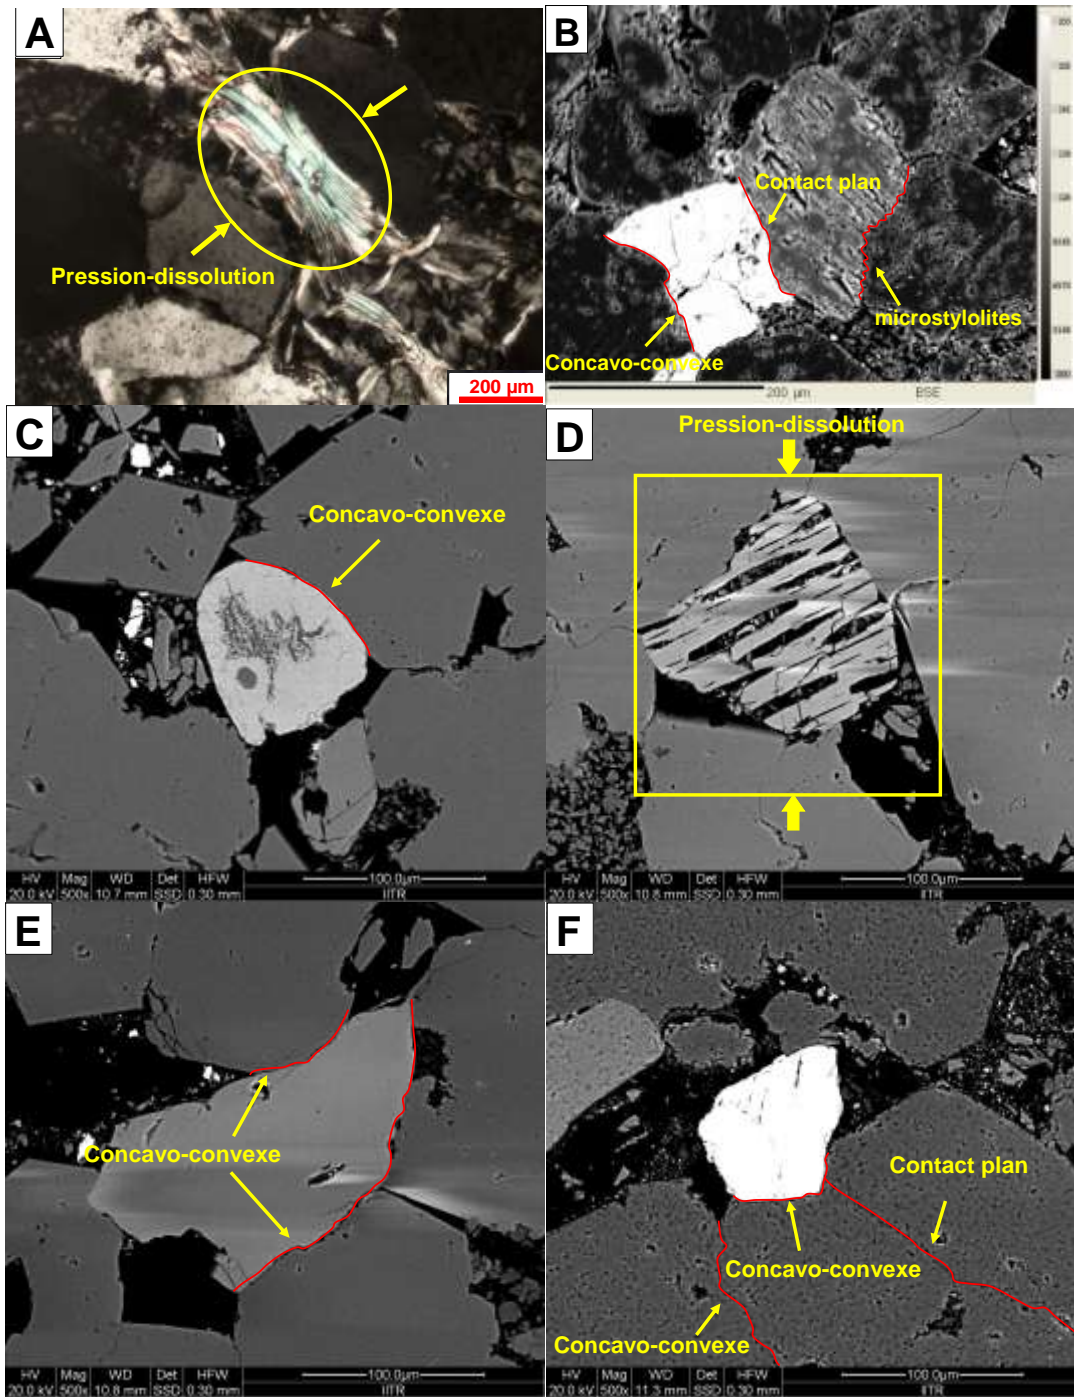 A
Pression-dissolution
200 µm
B
Contact plan
microstylolites
Concavo-convexe
200 µm
BSE
C
Concavo-convexe
HV Mag WD Det HFW
20.0 kV 500x 10.7 mm SSD 0.30 mm
100.0µm
IITR
D
Pression-dissolution
HV Mag WD Det HFW
20.0 kV 500x 10.8 mm SSD 0.30 mm
100.0µm
IITR
E
Concavo-convexe
HV Mag WD Det HFW
20.0 kV 500x 10.8 mm SSD 0.30 mm
100.0µm
IITR
F
Contact plan
Concavo-convexe
Concavo-convexe
HV Mag WD Det HFW
20.0 kV 500x 11.3 mm SSD 0.30 mm
100.0µm
IITR